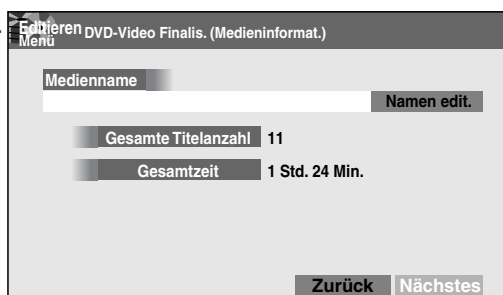 Editieren DVD-Video Finalis. (Medieninformat.)
Menü
Medienname
Namen edit.
Gesamte Titelanzahl 11
Gesamtzeit 1 Std. 24 Min.
Zurück Nächstes